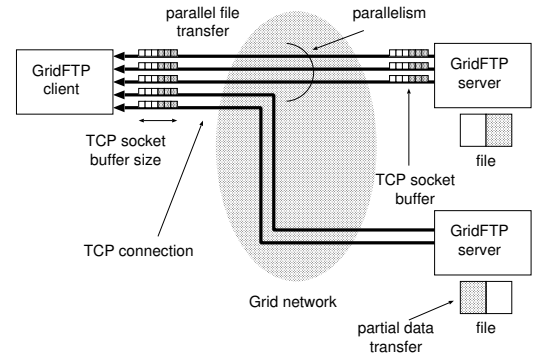 parallel file
transfer
parallelism
GridFTP
client
GridFTP
server
TCP socket
buffer size
file
TCP socket
buffer
TCP connection
GridFTP
server
Grid network
partial data
transfer
file